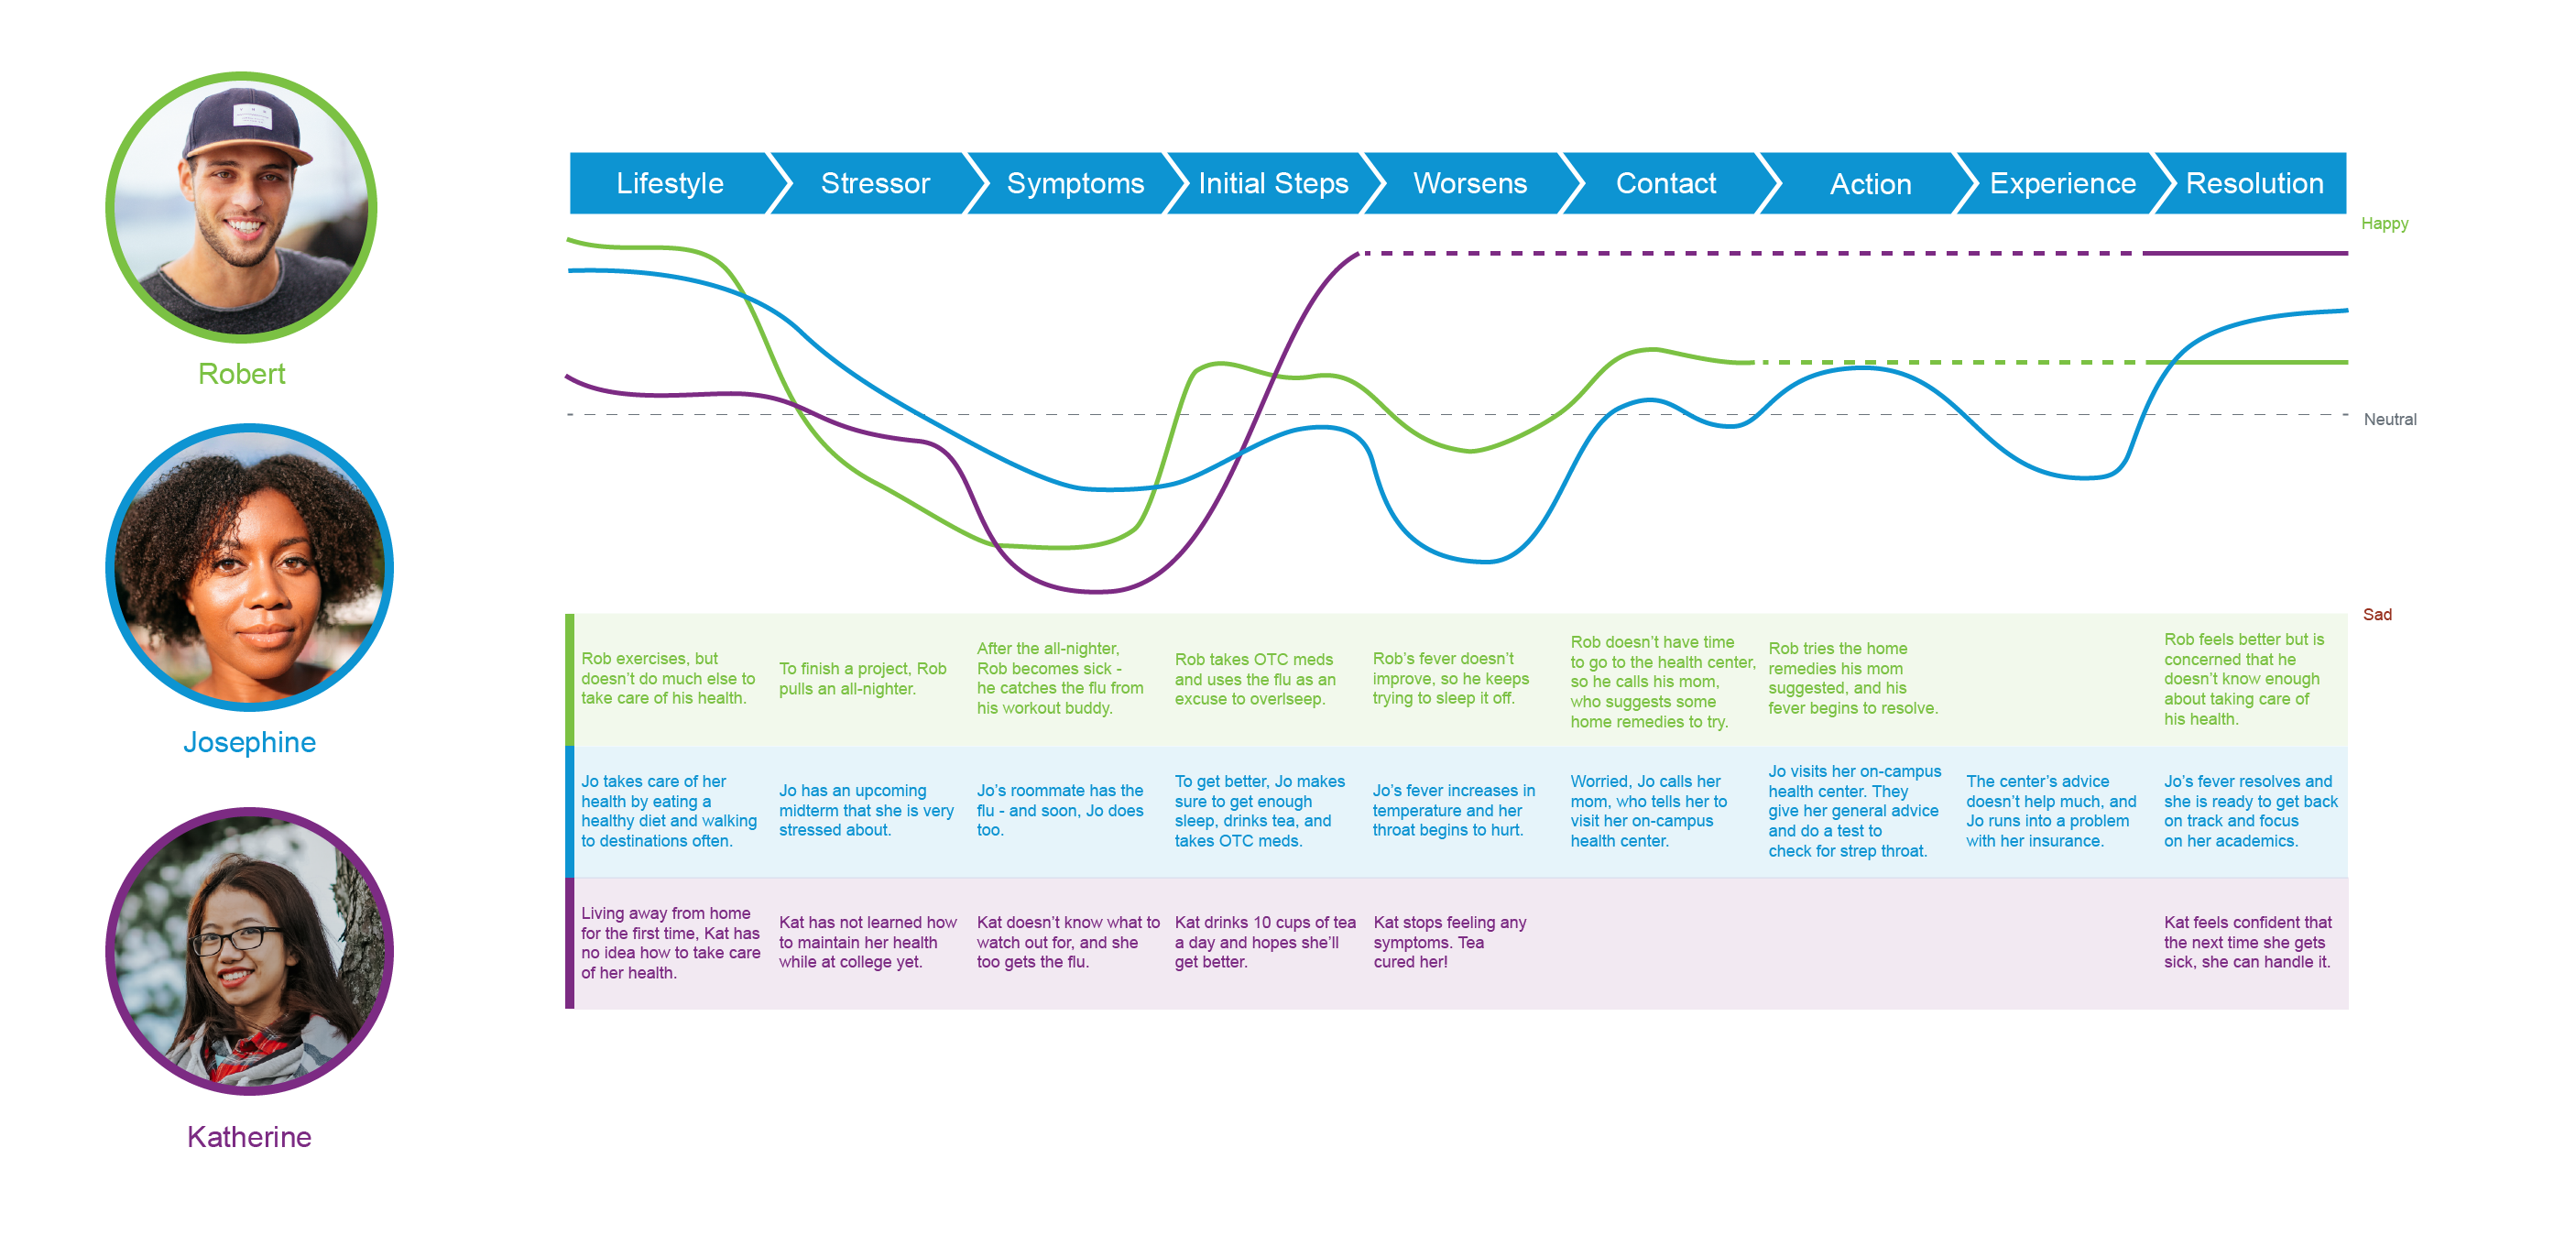 Robert
Josephine
Katherine
Lifestyle
Stressor
Symptoms
Initial Steps
Worsens
Contact
Action
Experience
Resolution
Happy
Neutral
Sad
Rob exercises, but
doesn't do much else to
take care of his health.
To finish a project, Rob
pulls an all-nighter.
After the all-nighter,
Rob becomes sick -
he catches the flu from
his workout buddy.
Rob takes OTC meds
and uses the flu as an
excuse to overlseep.
Rob's fever doesn't
improve, so he keeps
trying to sleep it off.
Rob doesn't have time
to go to the health center,
so he calls his mom,
who suggests some
home remedies to try.
Rob tries the home
remedies his mom
suggested, and his
fever begins to resolve.
Rob feels better but is
concerned that he
doesn't know enough
about taking care of
his health.
Jo takes care of her
health by eating a
healthy diet and walking
to destinations often.
Jo has an upcoming
midterm that she is very
stressed about.
Jo's roommate has the
flu - and soon, Jo does
too.
To get better, Jo makes
sure to get enough
sleep, drinks tea, and
takes OTC meds.
Jo's fever increases in
temperature and her
throat begins to hurt.
Worried, Jo calls her
mom, who tells her to
visit her on-campus
health center.
Jo visits her on-campus
health center. They
give her general advice
and do a test to
check for strep throat.
The center's advice
doesn't help much, and
Jo runs into a problem
with her insurance.
Jo's fever resolves and
she is ready to get back
on track and focus
on her academics.
Living away from home
for the first time, Kat has
no idea how to take care
of her health.
Kat has not learned how
to maintain her health
while at college yet.
Kat doesn't know what to
watch out for, and she
too gets the flu.
Kat drinks 10 cups of tea
a day and hopes she'll
get better.
Kat stops feeling any
symptoms. Tea
cured her!
Kat feels confident that
the next time she gets
sick, she can handle it.